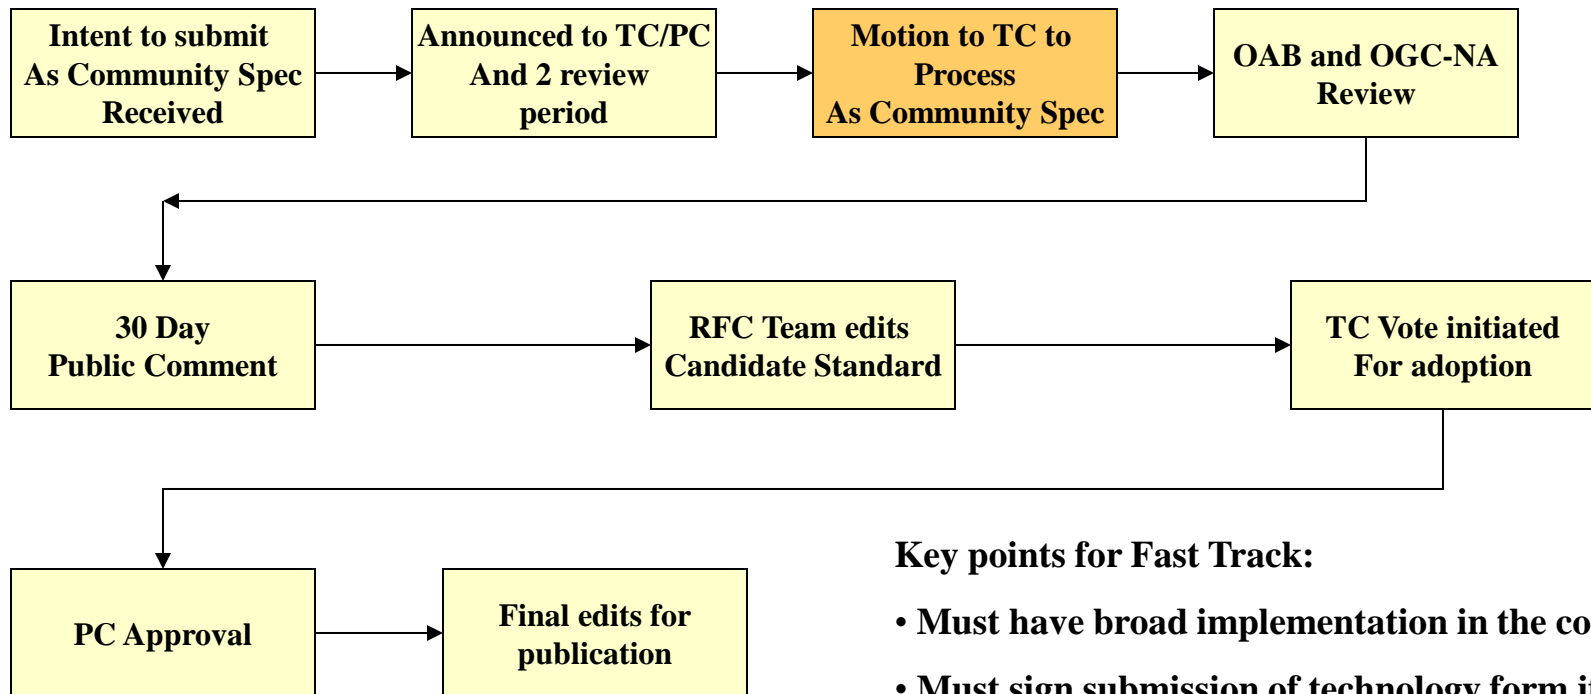 Intent to submit
As Community Spec
Received
Announced to TC/PC
And 2 review
period
Motion to TC to
Process
As Community Spec
OAB and OGC-NA
Review
30 Day
Public Comment
RFC Team edits
Candidate Standard
TC Vote initiated
For adoption
PC Approval
Final edits for
publication
Key points for Fast Track:
• Must have broad implementation in the
• Must sign submission of technology form